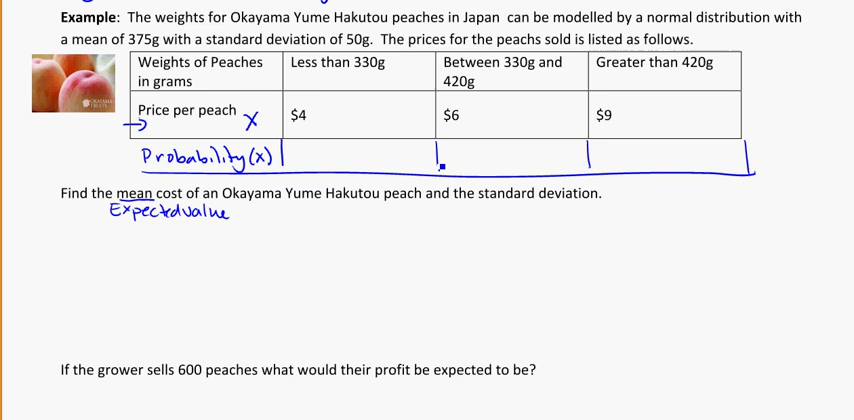 Example: The weights for Okayama Yume Hakutou peaches in Japan can be modelled by a normal distribution with
a mean of 375g with a standard deviation of 50g. The prices for the peachs sold is listed as follows.
Weights of Peaches in grams Less than 330g Between 330g and 420g Greater than 420g
Price per peach X $4 $6 $9
Probability(x)
Find the mean cost of an Okayama Yume Hakutou peach and the standard deviation.
Expected value
If the grower sells 600 peaches what would their profit be expected to be?